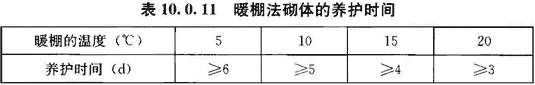 表 10.0.11 暖棚法砌体的养护时间
暖棚的温度（℃） 5 10 15 20
养护时间（d） ≥6 ≥5 ≥4 ≥3